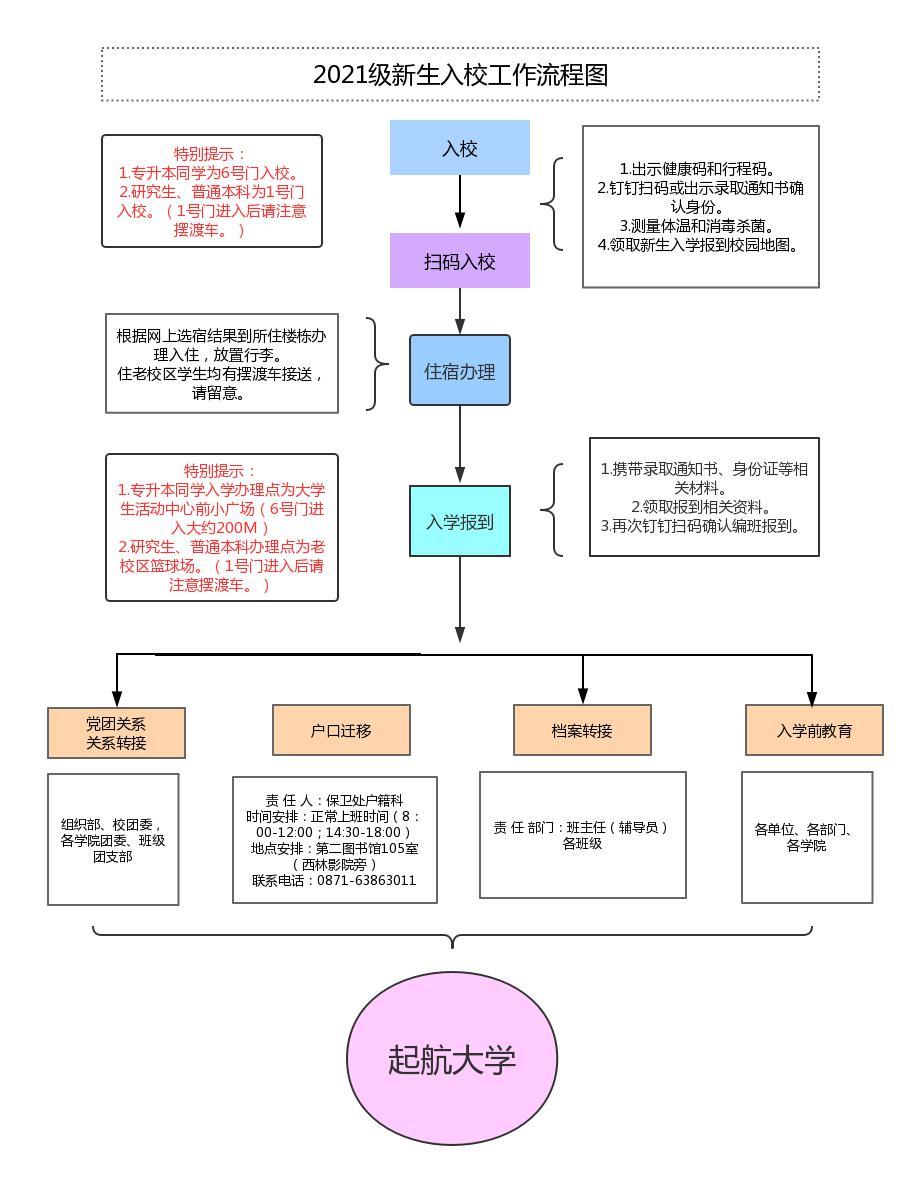 2021级新生入校工作流程图
特别提示：
1.专升本同学为6号门入校。
2.研究生、普通本科为1号门
入校。（1号门进入后请注意
摆渡车。）
入校
1.出示健康码和行程码。
2.钉钉扫码或出示录取通知书确
认身份。
3.测量体温和消毒杀菌。
4.领取新生入学报到校园地图。
扫码入校
根据网上选宿结果到所住楼栋办
理入住，放置行李。
住老校区学生均有摆渡车接送，
请留意。
住宿办理
特别提示：
1.专升本同学入学办理点为大学
生活动中心前小广场（6号门进
入大约200M）
2.研究生、普通本科办理点为老
校区篮球场。（1号门进入后请
注意摆渡车。）
入学报到
1.携带录取通知书、身份证等相
关材料。
2.领取报到相关资料。
3.再次钉钉扫码确认编班报到。
党团关系
关系转接
户口迁移
档案转接
入学前教育
组织部、校团委，
各学院团委、班级
团支部
责 任 人：保卫处户籍科
时间安排：正常上班时间（8：
00-12:00；14:30-18:00）
地点安排：第二图书馆105室
（西林影院旁）
联系电话：0871-63863011
责 任 部门：班主任（辅导员）
各班级
各单位、各部门、
各学院
起航大学